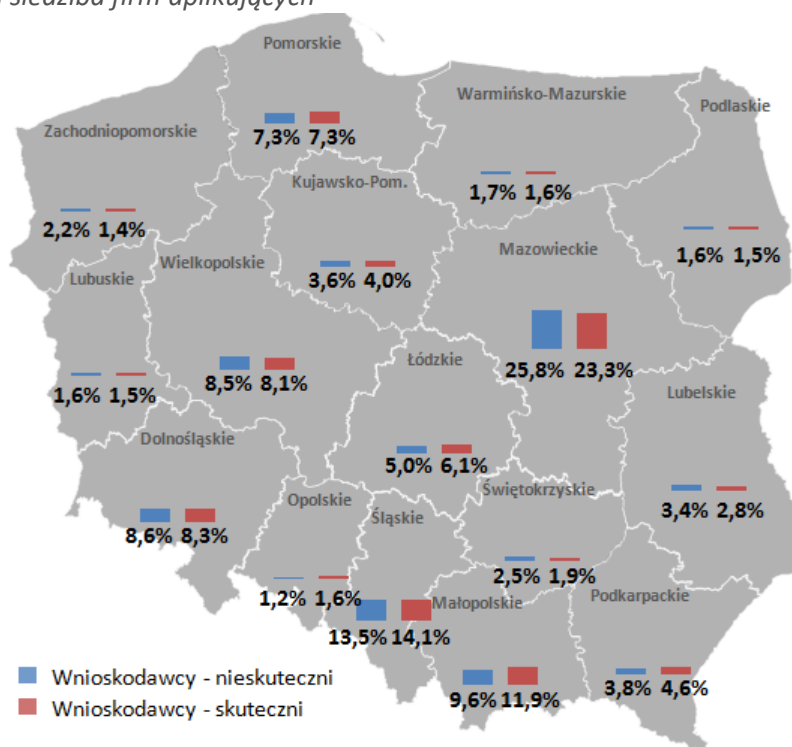 siedziba firm aplikujących
Pomorskie
7,3% 7,3%
Warmińsko-Mazurskie
1,7% 1,6%
Podlaskie
1,6% 1,5%
Zachodniopomorskie
2,2% 1,4%
Kujawsko-Pom.
3,6% 4,0%
Mazowieckie
25,8% 23,3%
Lubuskie
1,6% 1,5%
Wielkopolskie
8,5% 8,1%
Łódzkie
5,0% 6,1%
Lubelskie
3,4% 2,8%
Dolnośląskie
8,6% 8,3%
Opolskie
1,2% 1,6%
Śląskie
13,5% 14,1%
Świętokrzyskie
2,5% 1,9%
Małopolskie
9,6% 11,9%
Podkarpackie
3,8% 4,6%
Wnioskodawcy - nieskuteczni
Wnioskodawcy - skuteczni